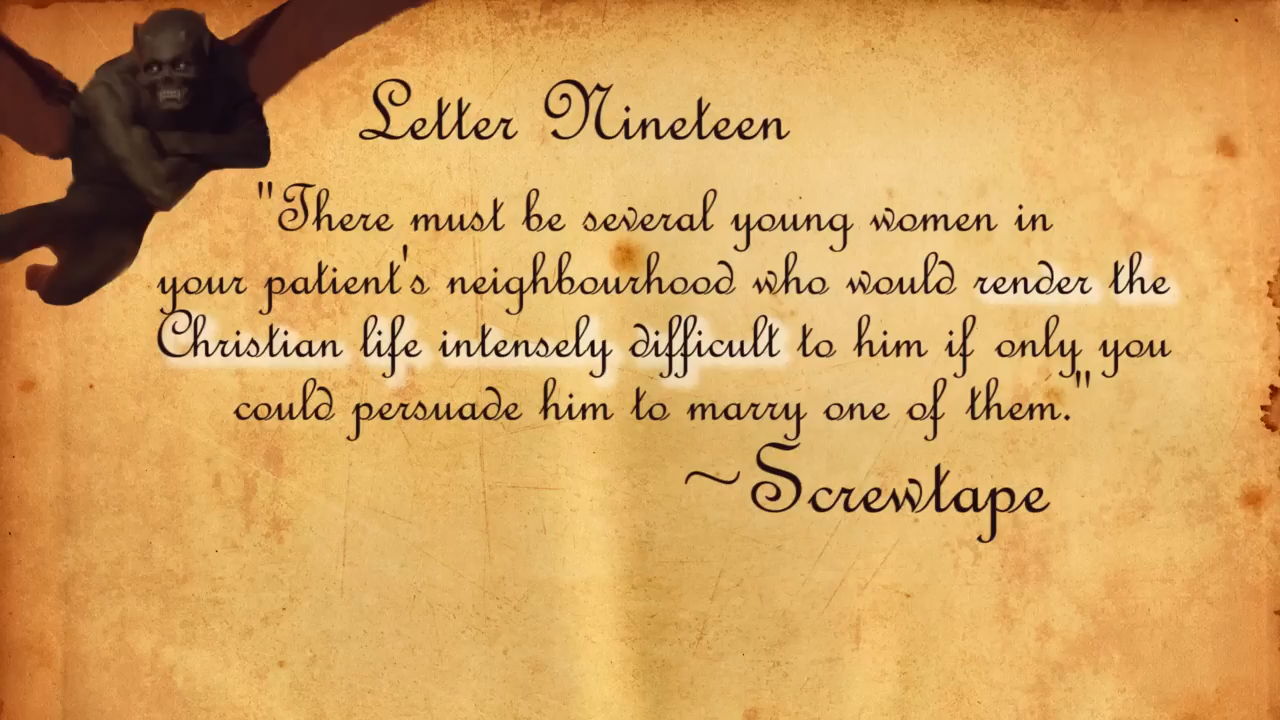 Letter Nineteen
"There must be several young women in
your patient's neighbourhood who would render the
Christian life intensely difficult to him if only you
could persuade him to marry one of them."
~Screwtape